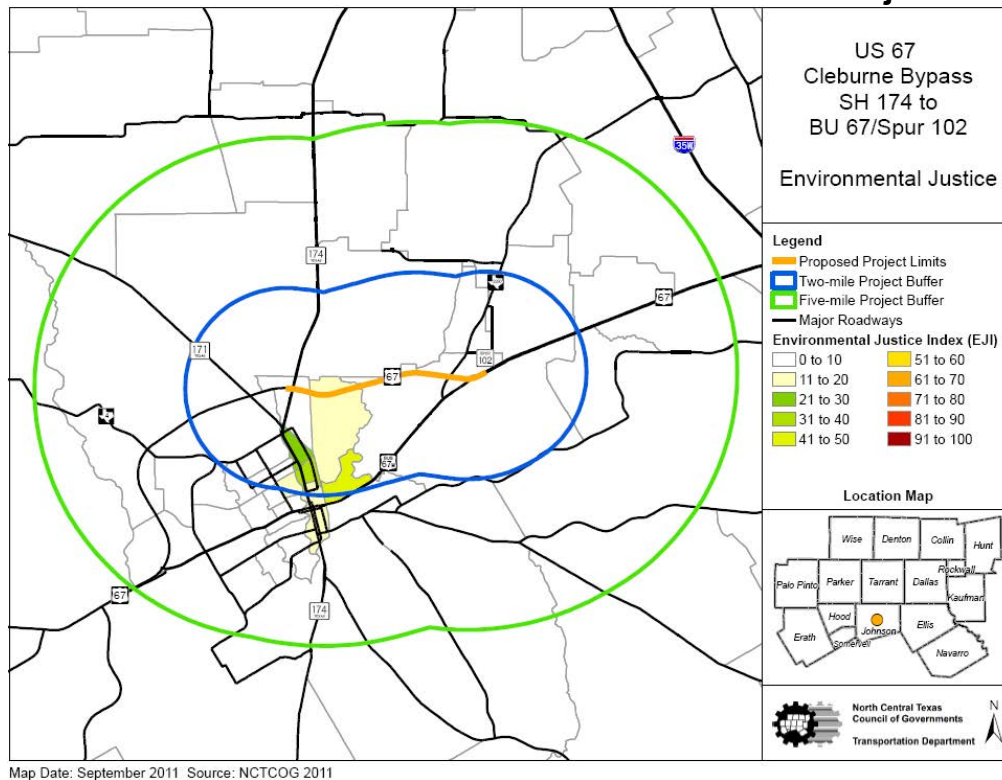 US 67
Cleburne Bypass
SH 174 to
BU 67/Spur 102
Environmental Justice
35W
174
TEXAS
67
171
TEXAS
67
102
BUS
67
67
174
TEXAS
Legend
Proposed Project Limits
Two-mile Project Buffer
Five-mile Project Buffer
Major Roadways
Environmental Justice Index (EJI)
0 to 10
51 to 60
11 to 20
61 to 70
21 to 30
71 to 80
31 to 40
81 to 90
41 to 50
91 to 100
Location Map
Wise
Denton
Collin
Hunt
Rockwall
Palo Pinto
Parker
Tarrant
Dallas
Kaufman
Hood
Johnson
Ellis
Erath
Somervell
Navarro
North Central Texas
Council of Governments
Transportation Department
N
Map Date: September 2011 Source: NCTCOG 2011